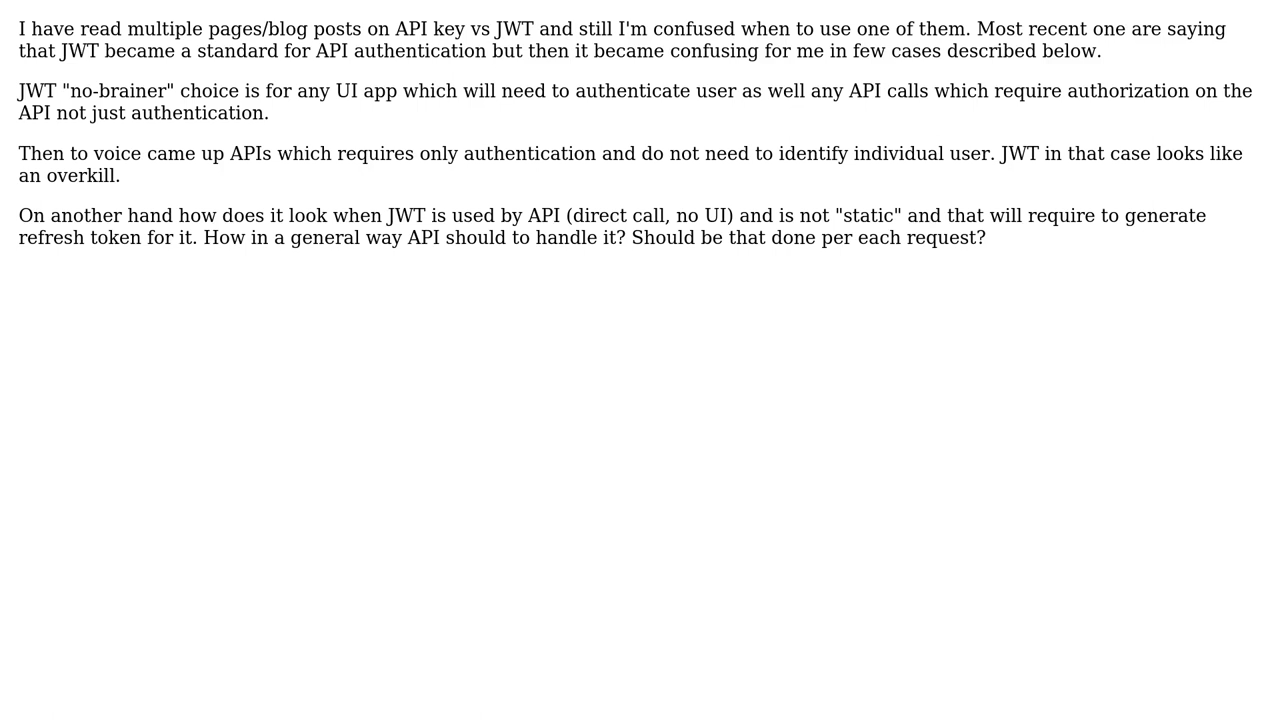 I have read multiple pages/blog posts on API key vs JWT and still I'm confused when to use one of them. Most recent one are saying
that JWT became a standard for API authentication but then it became confusing for me in few cases described below.
JWT "no-brainer" choice is for any UI app which will need to authenticate user as well any API calls which require authorization on the
API not just authentication.
Then to voice came up APIs which requires only authentication and do not need to identify individual user. JWT in that case looks like
an overkill.
On another hand how does it look when JWT is used by API (direct call, no UI) and is not "static" and that will require to generate
refresh token for it. How in a general way API should to handle it? Should be that done per each request?